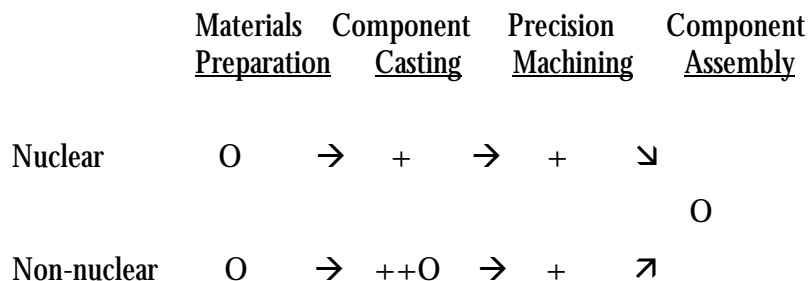 Materials Component Precision Component
Preparation Casting Machining Assembly
Nuclear O → + → + ↘
O
Non-nuclear O → ++O → + ↗